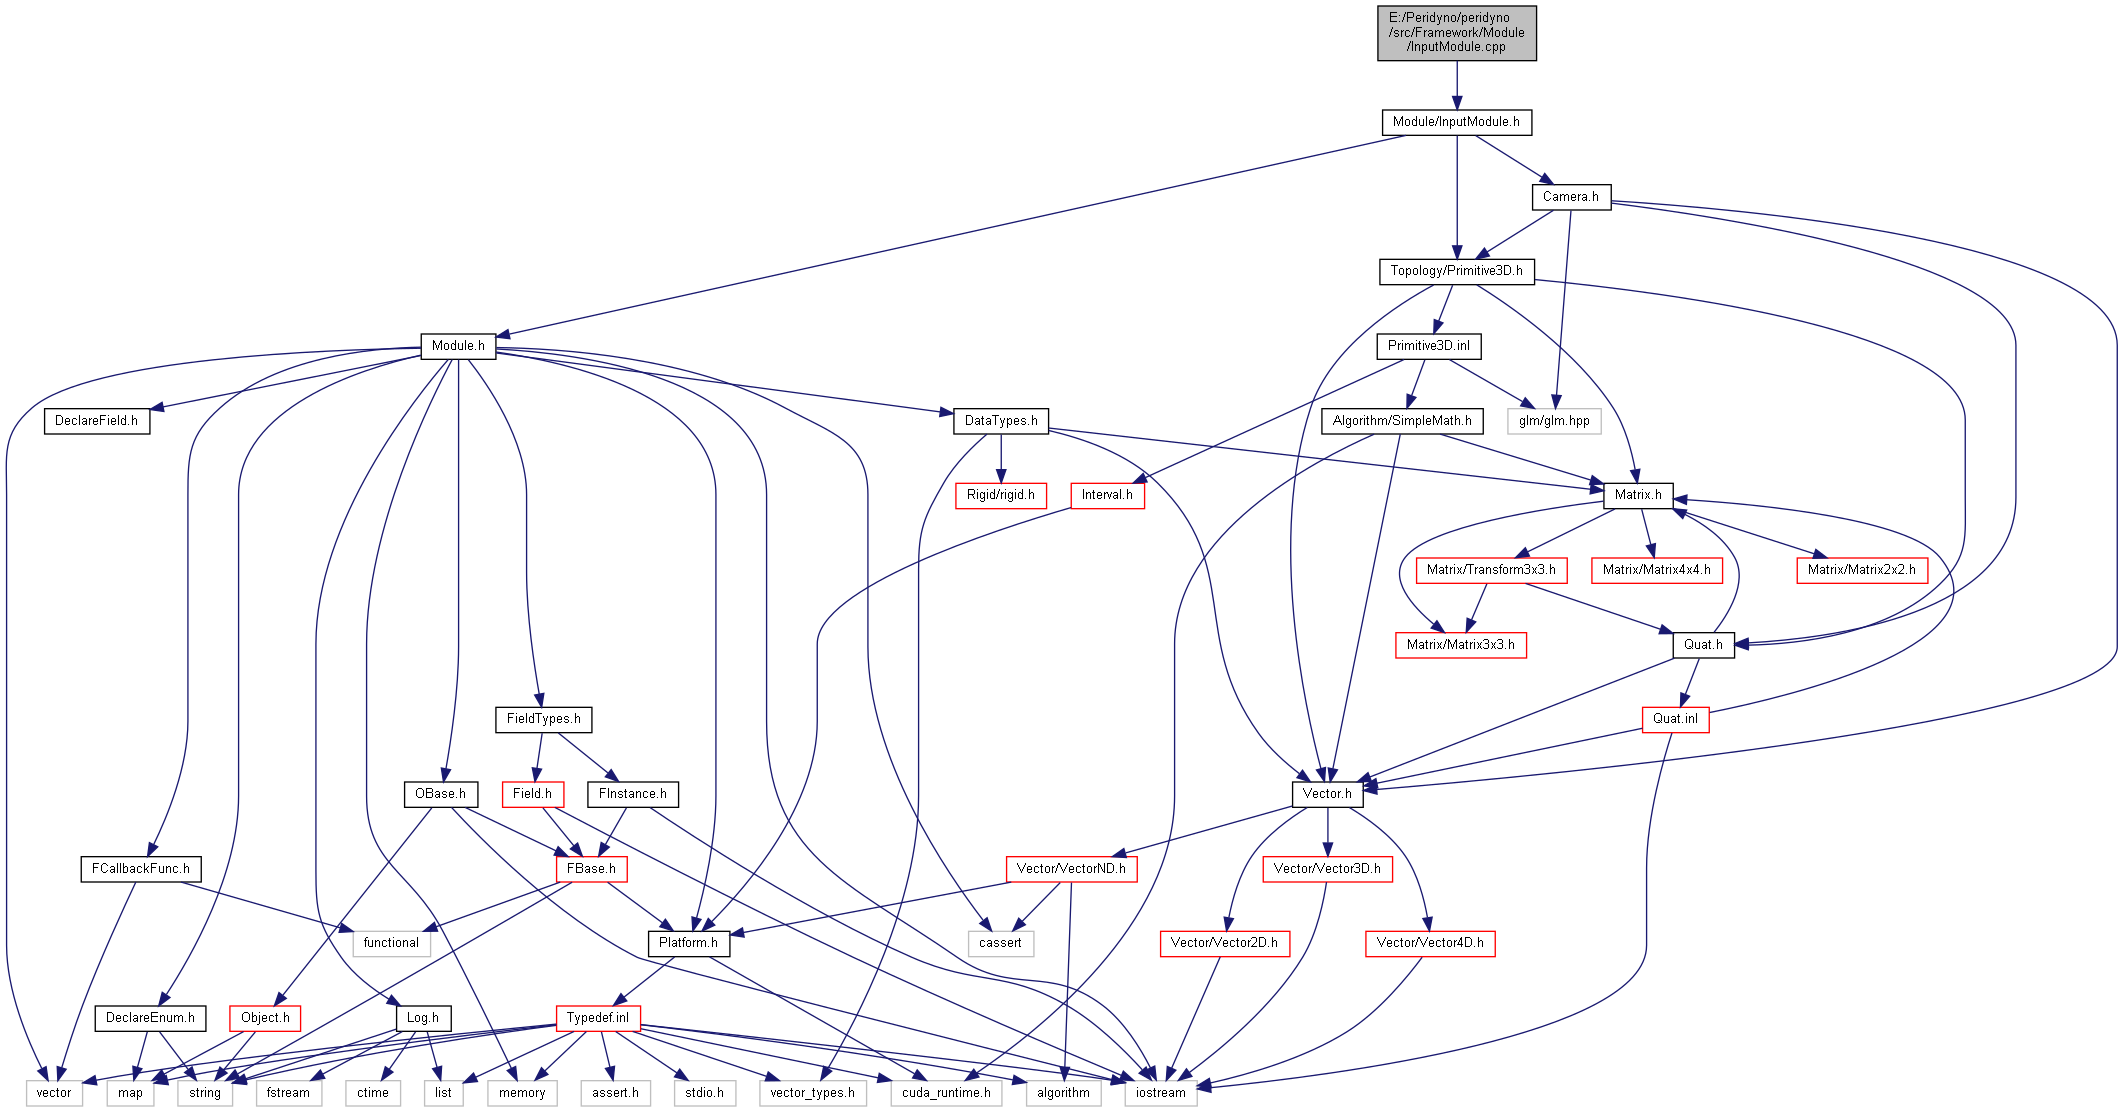 E:/Peridyno/peridyno
/src/Framework/Module
/InputModule.cpp
Module/InputModule.h
Camera.h
Topology/Primitive3D.h
Module.h
Primitive3D.inl
DeclareField.h
DataTypes.h
Algorithm/SimpleMath.h
glm/glm.hpp
Rigid/rigid.h
Interval.h
Matrix.h
Matrix/Transform3x3.h
Matrix/Matrix4x4.h
Matrix/Matrix2x2.h
Matrix/Matrix3x3.h
Quat.h
FieldTypes.h
Quat.inl
OBase.h
Field.h
FInstance.h
Vector.h
FCallbackFunc.h
FBase.h
Vector/VectorND.h
Vector/Vector3D.h
functional
Platform.h
cassert
Vector/Vector2D.h
Vector/Vector4D.h
DeclareEnum.h
Object.h
Log.h
Typedef.inl
vector
map
string
fstream
ctime
list
memory
assert.h
stdio.h
vector_types.h
cuda_runtime.h
algorithm
iostream